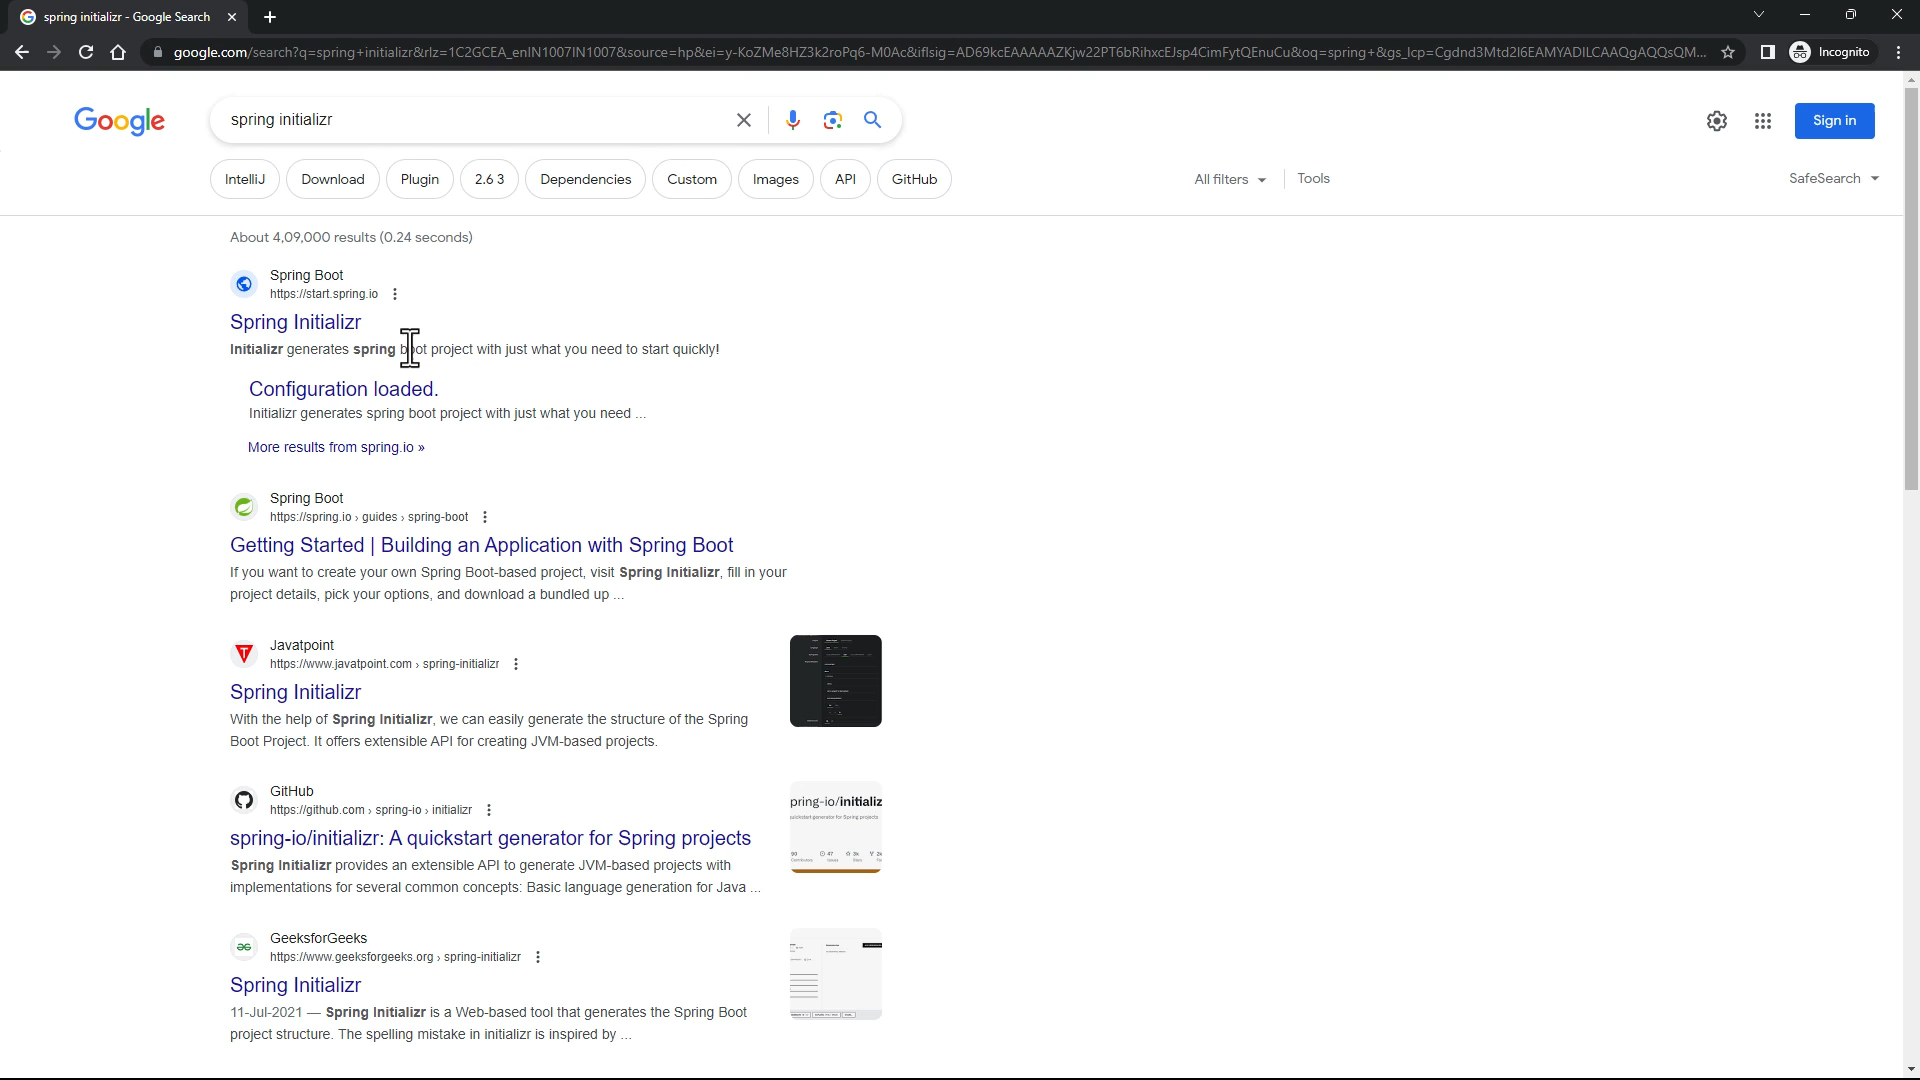 spring initializr - Google Search
google.com/search?q=spring+initializr&rlz=1C2GCEA_enIN1007IN1007&source=hp&ei=y-KoZMe8HZ3k2roPq6-M0Ac&iflsig=AD69kcEAAAAAZKjw22PT6bRihxcEJsp4CimFytQEnuCu&oq=spring+&gs_lcp=Cgdnd3Mtd2l6EAMYADILCAAQgAQQsQM...
Incognito
Google
spring initializr
Sign in
IntelliJ Download Plugin 2.6 3 Dependencies Custom Images API GitHub
All filters Tools
SafeSearch
About 4,09,000 results (0.24 seconds)
Spring Boot
https://start.spring.io
Spring Initializr
Initializr generates spring boot project with just what you need to start quickly!
Configuration loaded.
Initializr generates spring boot project with just what you need ...
More results from spring.io »
Spring Boot
https://spring.io › guides › spring-boot
Getting Started | Building an Application with Spring Boot
If you want to create your own Spring Boot-based project, visit Spring Initializr, fill in your
project details, pick your options, and download a bundled up ...
Javatpoint
https://www.javatpoint.com › spring-initializr
Spring Initializr
With the help of Spring Initializr, we can easily generate the structure of the Spring
Boot Project. It offers extensible API for creating JVM-based projects.
GitHub
https://github.com › spring-io › initializr
pring-io/initializ
quickstart generator for Spring projects
spring-io/initializr: A quickstart generator for Spring projects
Spring Initializr provides an extensible API to generate JVM-based projects with
implementations for several common concepts: Basic language generation for Java ...
GeeksforGeeks
https://www.geeksforgeeks.org › spring-initializr
Spring Initializr
11-Jul-2021 — Spring Initializr is a Web-based tool that generates the Spring Boot
project structure. The spelling mistake in initializr is inspired by ...